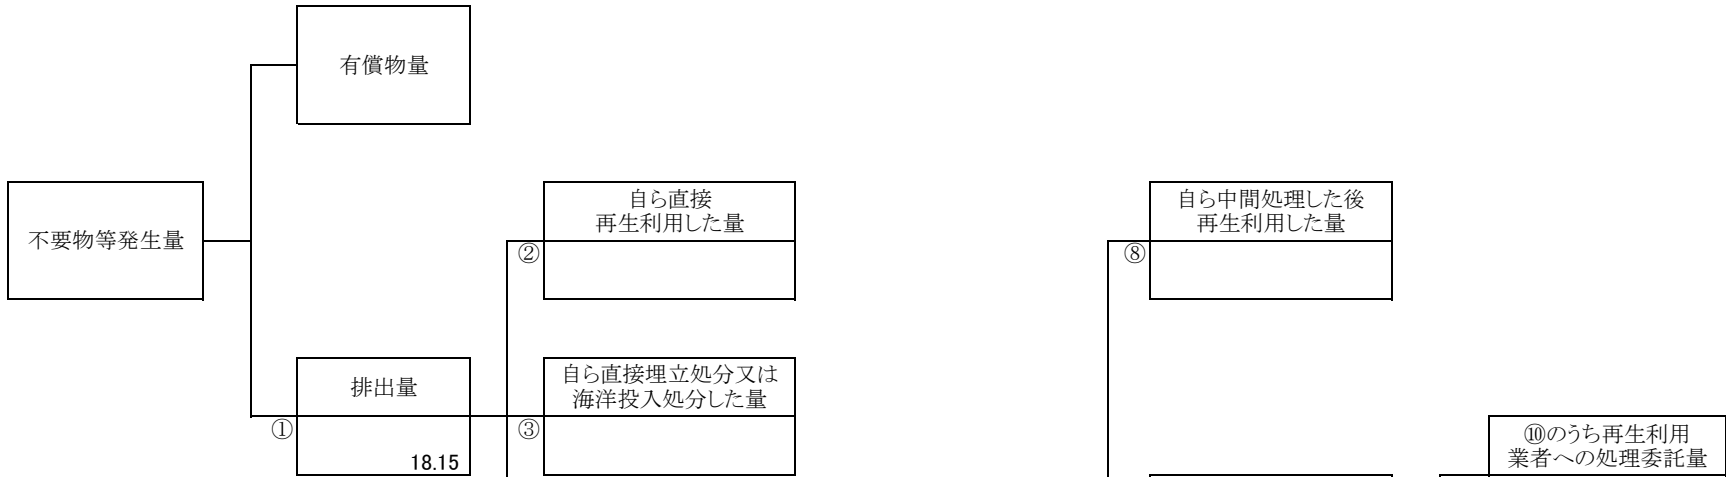 有償物量
不要物等発生量
自ら直接
再生利用した量
②
自ら中間処理した後
再生利用した量
⑧
排出量
①
18.15
自ら直接埋立処分又は
海洋投入処分した量
③
⑩のうち再生利用
業者への処理委託量